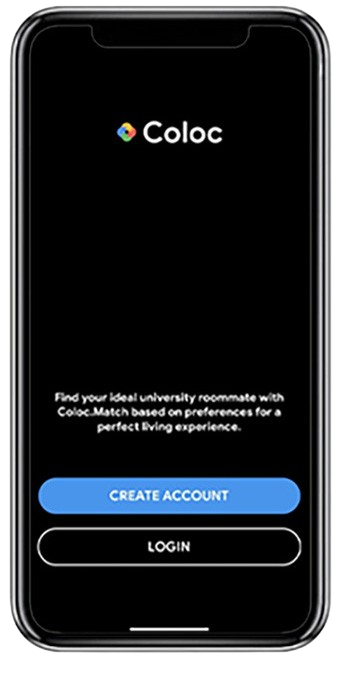 Coloc
Find your ideal university roommate with
Coloc.Match based on preferences for a
perfect living experience.
CREATE ACCOUNT
LOGIN